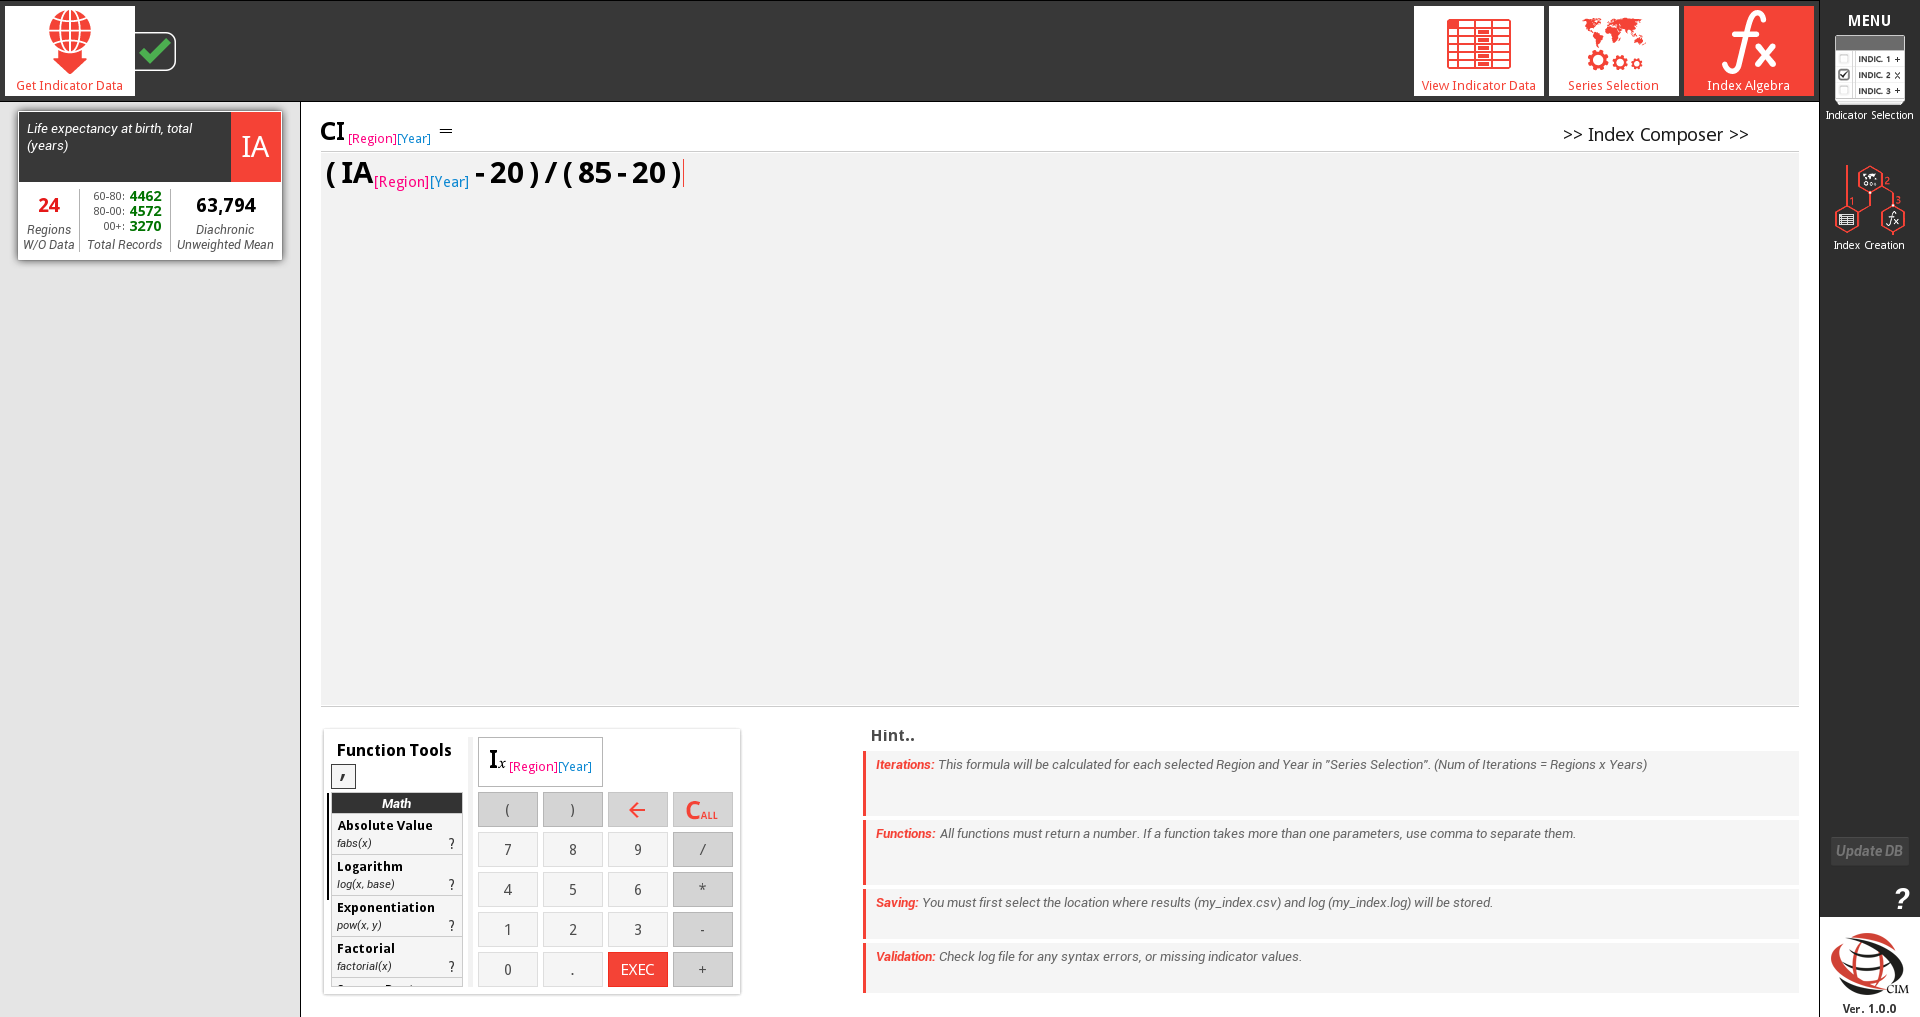 Get Indicator Data
View Indicator Data
Series Selection
fx
Index Algebra
MENU
INDIC. 1 +
INDIC. 2 x
INDIC. 3 +
Indicator Selection
1
2
3
fx
Index Creation
Life expectancy at birth, total
(years)
IA
24
Regions
W/O Data
60-80: 4462
80-00: 4572
00+: 3270
Total Records
63,794
Diachronic
Unweighted Mean
CI [Region][Year] =
>> Index Composer >>
( IA[Region][Year] - 20 ) / ( 85 - 20 )
Function Tools
,
Math
Absolute Value
fabs(x) ?
Logarithm
log(x, base) ?
Exponentiation
pow(x, y) ?
Factorial
factorial(x) ?
Ix [Region][Year]
( ) ← CALL
7 8 9 /
4 5 6 *
1 2 3 -
0 . EXEC +
Hint..
Iterations: This formula will be calculated for each selected Region and Year in "Series Selection". (Num of Iterations = Regions x Years)
Functions: All functions must return a number. If a function takes more than one parameters, use comma to separate them.
Saving: You must first select the location where results (my_index.csv) and log (my_index.log) will be stored.
Validation: Check log file for any syntax errors, or missing indicator values.
Update DB
?
CIM
Ver. 1.0.0